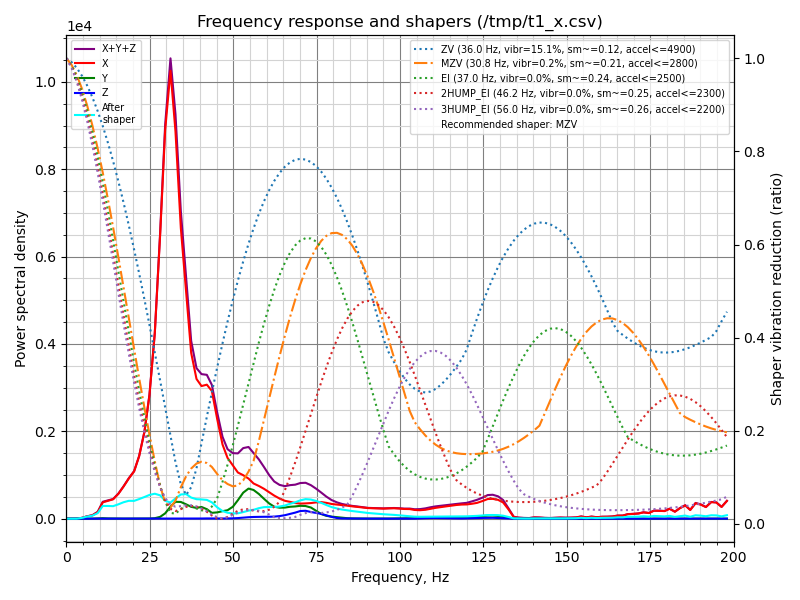 Frequency response and shapers (/tmp/t1_x.csv)
1e4
X+Y+Z
X
Y
Z
After
shaper
ZV (36.0 Hz, vibr=15.1%, sm~=0.12, accel<=4900)
MZV (30.8 Hz, vibr=0.2%, sm~=0.21, accel<=2800)
EI (37.0 Hz, vibr=0.0%, sm~=0.24, accel<=2500)
2HUMP_EI (46.2 Hz, vibr=0.0%, sm~=0.25, accel<=2300)
3HUMP_EI (56.0 Hz, vibr=0.0%, sm~=0.26, accel<=2200)
Recommended shaper: MZV
Power spectral density
1.0
0.8
0.6
0.4
0.2
0.0
1.0
0.8
0.6
0.4
0.2
0.0
Shaper vibration reduction (ratio)
0 25 50 75 100 125 150 175 200
Frequency, Hz